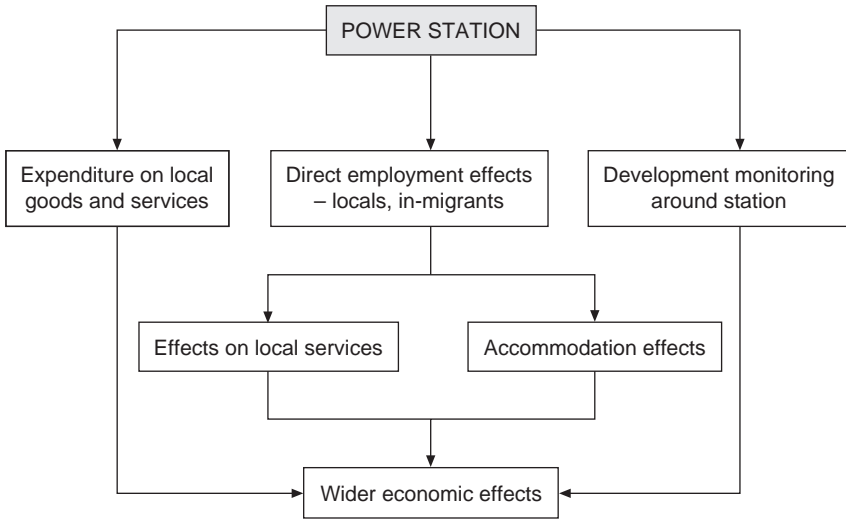 POWER STATION
Expenditure on local
goods and services
Direct employment effects
– locals, in-migrants
Development monitoring
around station
Effects on local services
Accommodation effects
Wider economic effects